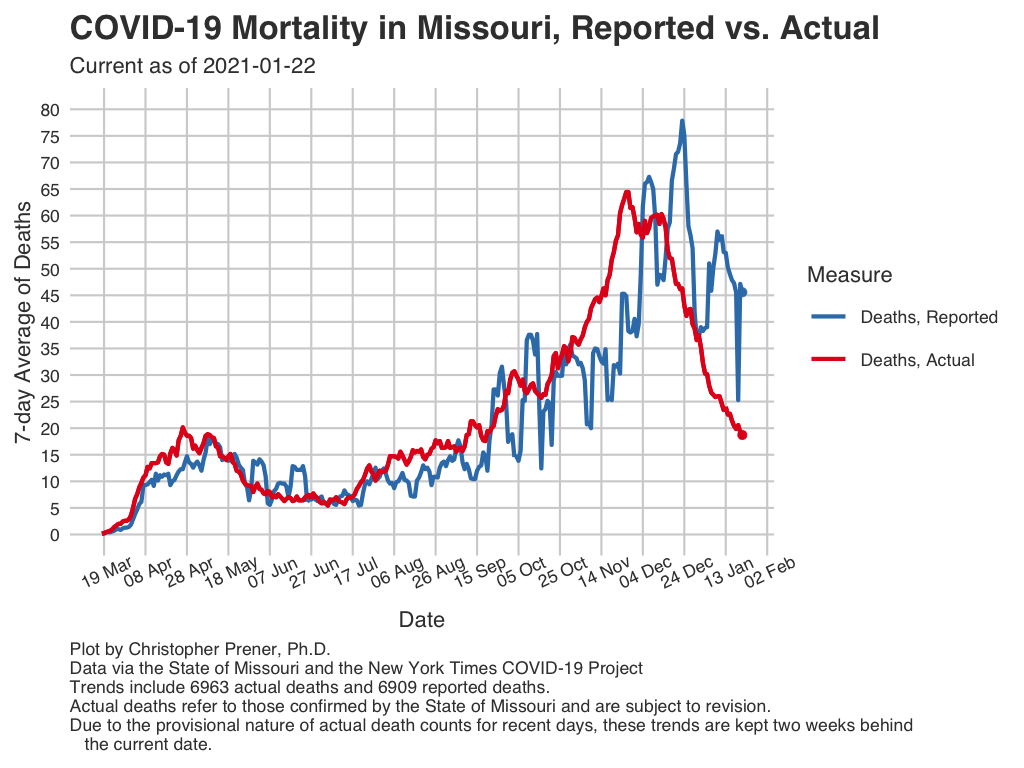 COVID-19 Mortality in Missouri, Reported vs. Actual
Current as of 2021-01-22
80
75
70
65
60
55
50
45
40
35
30
25
20
15
10
5
0
7-day Average of Deaths
19 Mar
08 Apr
28 Apr
18 May
07 Jun
27 Jun
17 Jul
06 Aug
26 Aug
15 Sep
05 Oct
25 Oct
14 Nov
04 Dec
24 Dec
13 Jan
02 Feb
Date
Measure
Deaths, Reported
Deaths, Actual
Plot by Christopher Prener, Ph.D.
Data via the State of Missouri and the New York Times COVID-19 Project
Trends include 6963 actual deaths and 6909 reported deaths.
Actual deaths refer to those confirmed by the State of Missouri and are subject to revision.
Due to the provisional nature of actual death counts for recent days, these trends are kept two weeks behind
the current date.